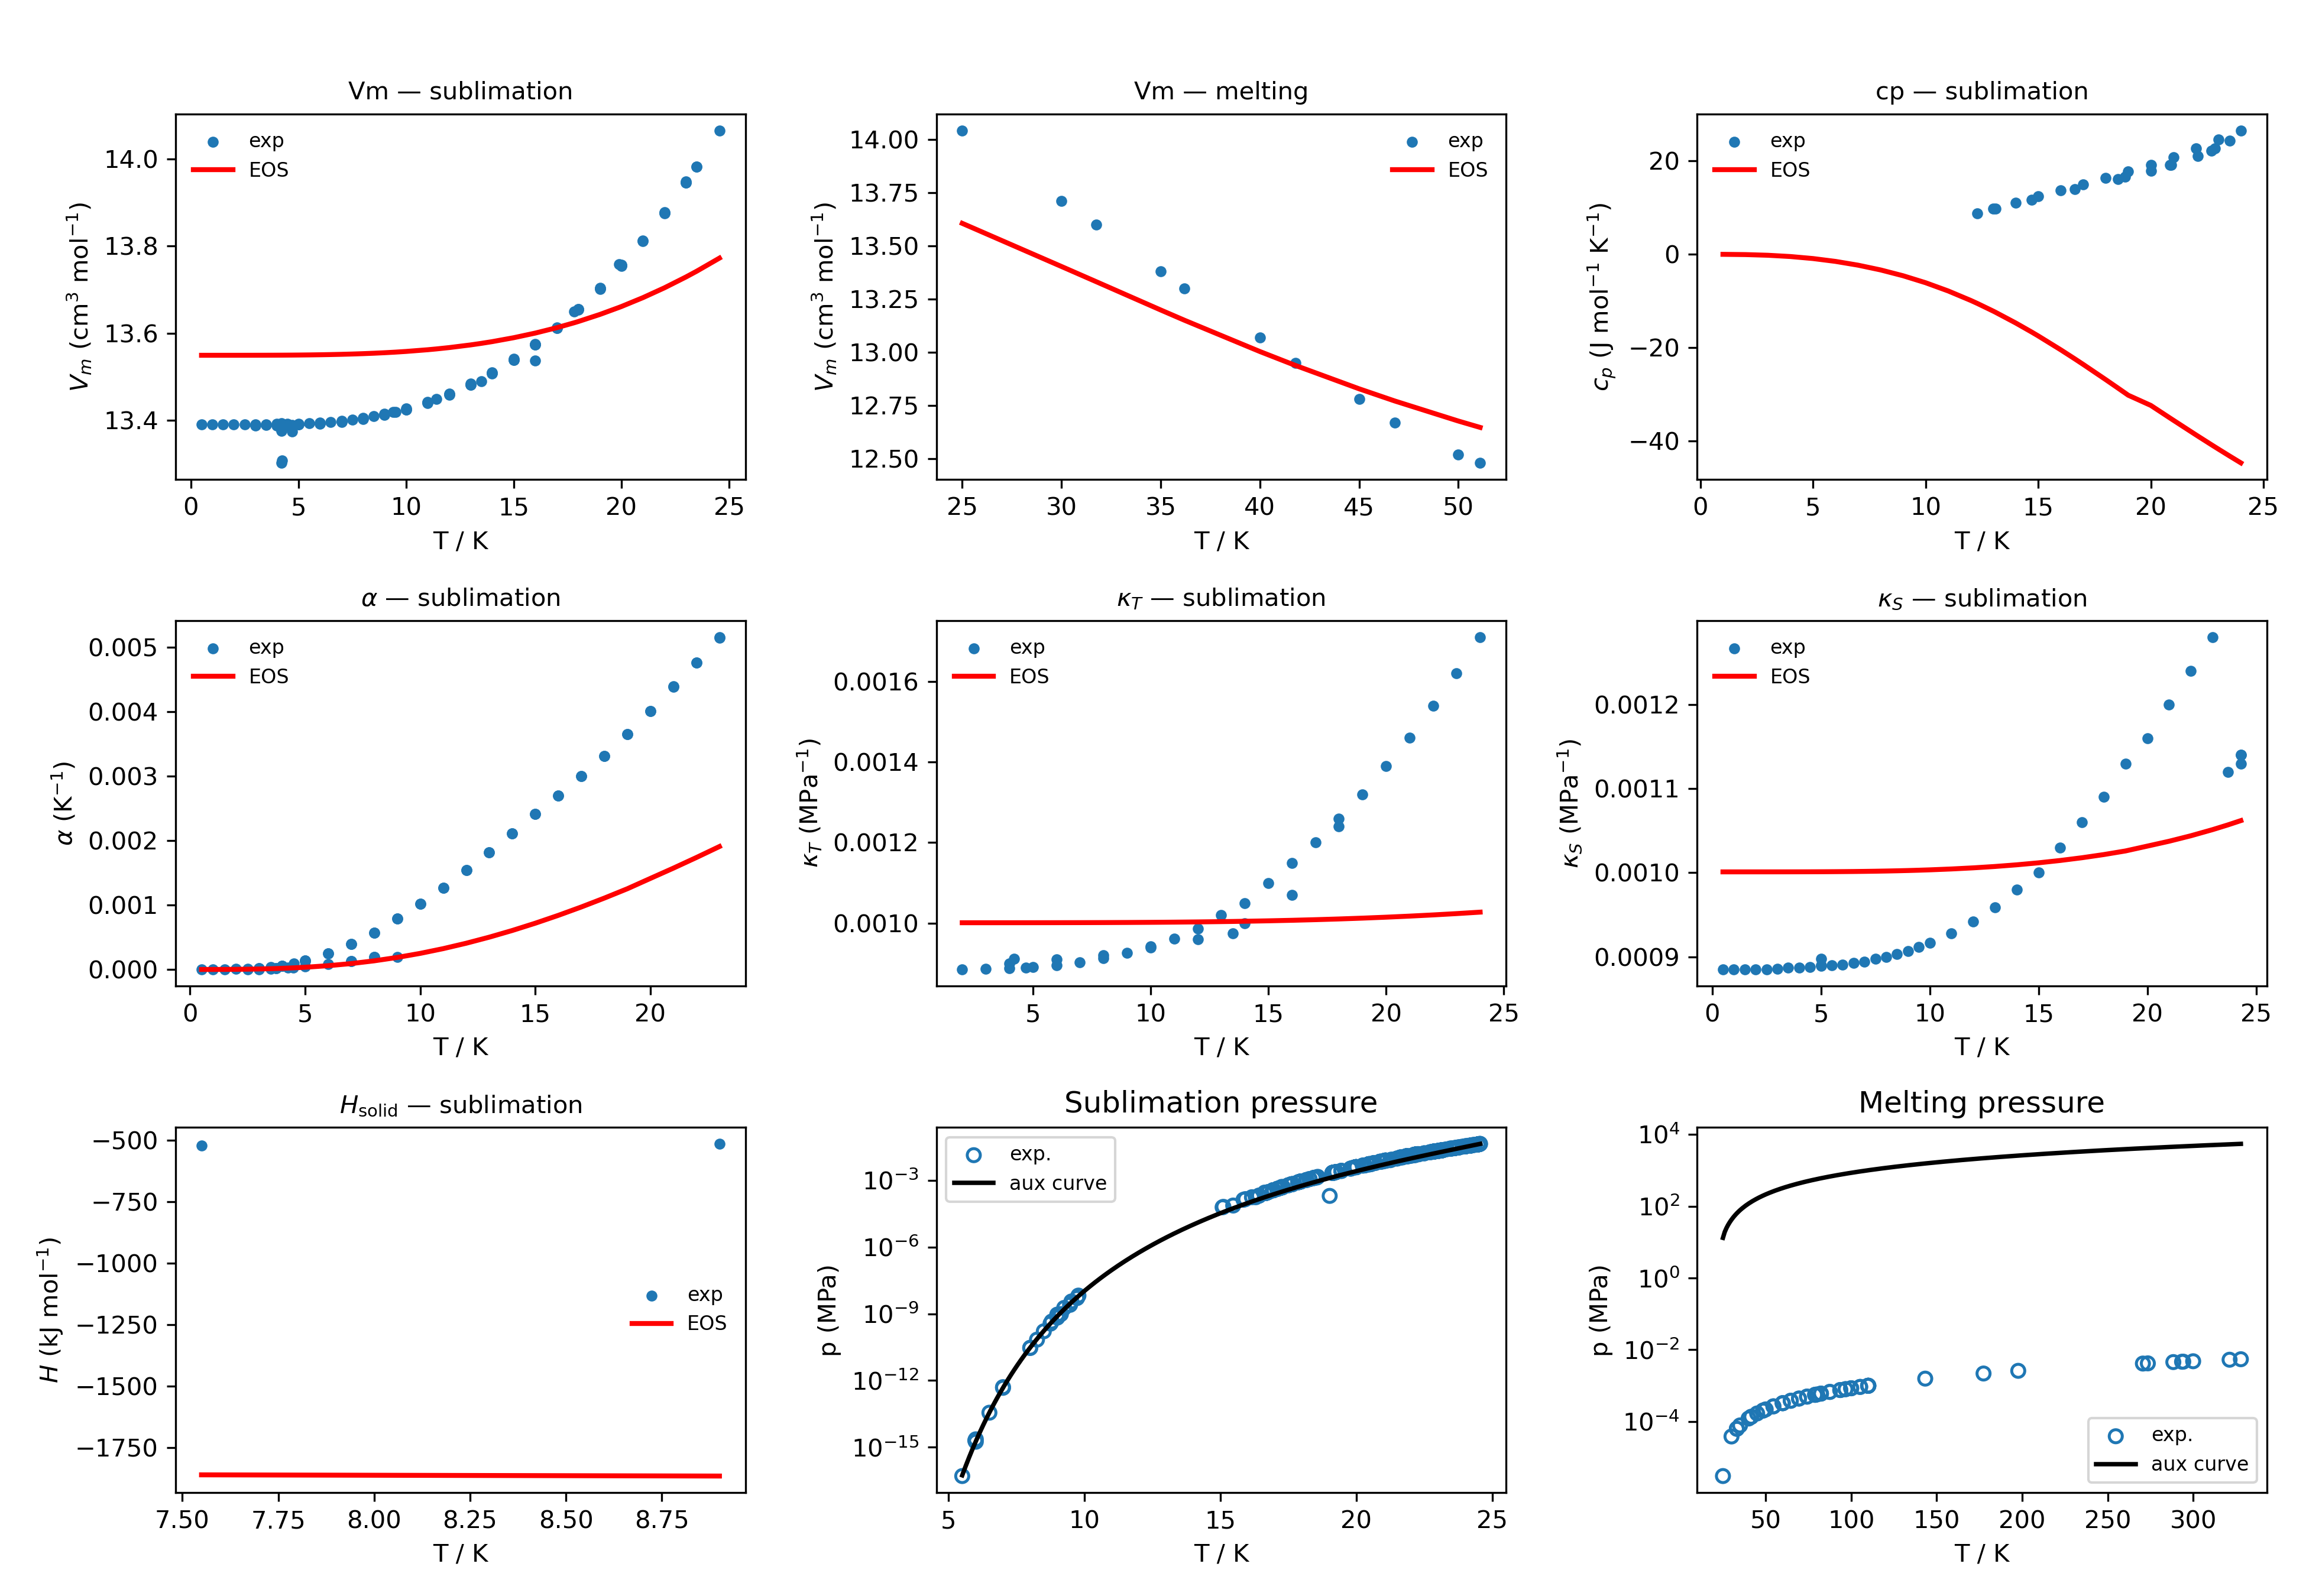 Vm — sublimation
exp
EOS
14.0
13.8
13.6
13.4
0 5 10 15 20 25
V_m (cm³ mol⁻¹)
T / K
Vm — melting
exp
EOS
14.00
13.75
13.50
13.25
13.00
12.75
12.50
25 30 35 40 45 50
V_m (cm³ mol⁻¹)
T / K
cp — sublimation
exp
EOS
20
0
−20
−40
0 5 10 15 20 25
c_p (J mol⁻¹ K⁻¹)
T / K
α — sublimation
exp
EOS
0.005
0.004
0.003
0.002
0.001
0.000
0 5 10 15 20
α (K⁻¹)
T / K
κ_T — sublimation
exp
EOS
0.0016
0.0014
0.0012
0.0010
5 10 15 20 25
κ_T (MPa⁻¹)
T / K
κ_S — sublimation
exp
EOS
0.0012
0.0011
0.0010
0.0009
0 5 10 15 20 25
κ_S (MPa⁻¹)
T / K
H_solid — sublimation
exp
EOS
−500
−750
−1000
−1250
−1500
−1750
7.50 7.75 8.00 8.25 8.50 8.75
H (kJ mol⁻¹)
T / K
Sublimation pressure
exp.
aux curve
10⁻³
10⁻⁶
10⁻⁹
10⁻¹²
10⁻¹⁵
5 10 15 20 25
p (MPa)
T / K
Melting pressure
exp.
aux curve
10⁴
10²
10⁰
10⁻²
10⁻⁴
50 100 150 200 250 300
p (MPa)
T / K